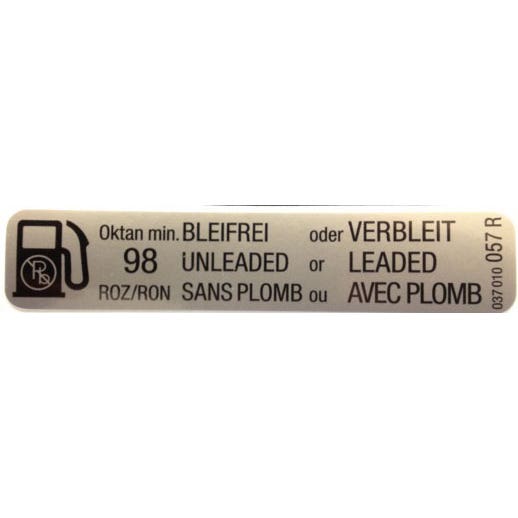 Oktan min. BLEIFREI oder VERBLEIT
98 UNLEADED or LEADED
ROZ/RON SANS PLOMB ou AVEC PLOMB
037 010 057 R
Pb